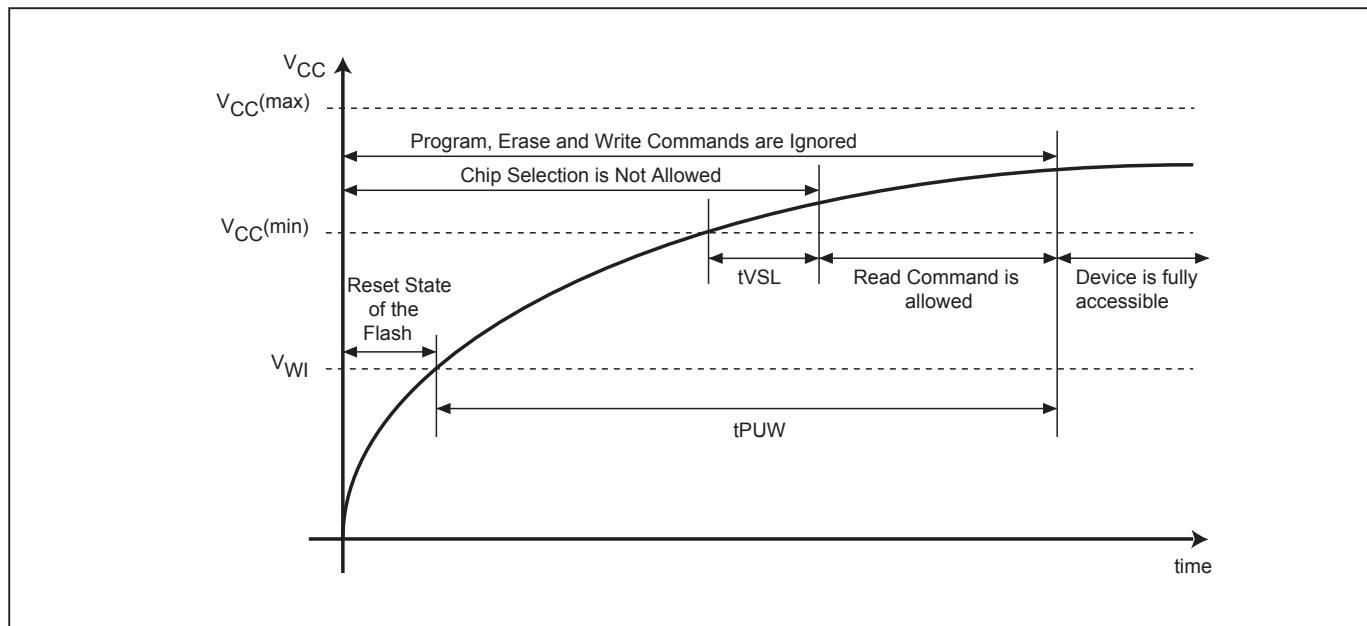 VCC
VCC(max)
Program, Erase and Write Commands are Ignored
Chip Selection is Not Allowed
VCC(min)
Reset State
of the
Flash
tVSL
Read Command is
allowed
Device is fully
accessible
VWI
tPUW
time